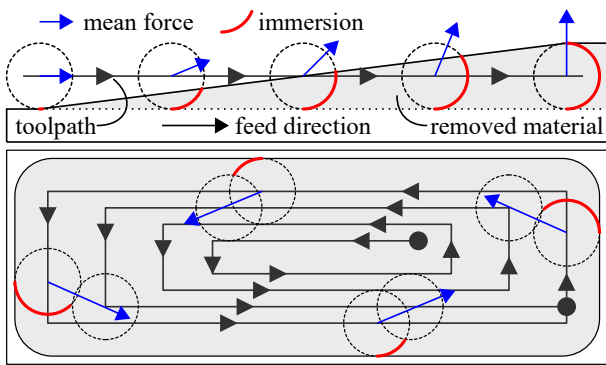 mean force immersion
toolpath feed direction removed material